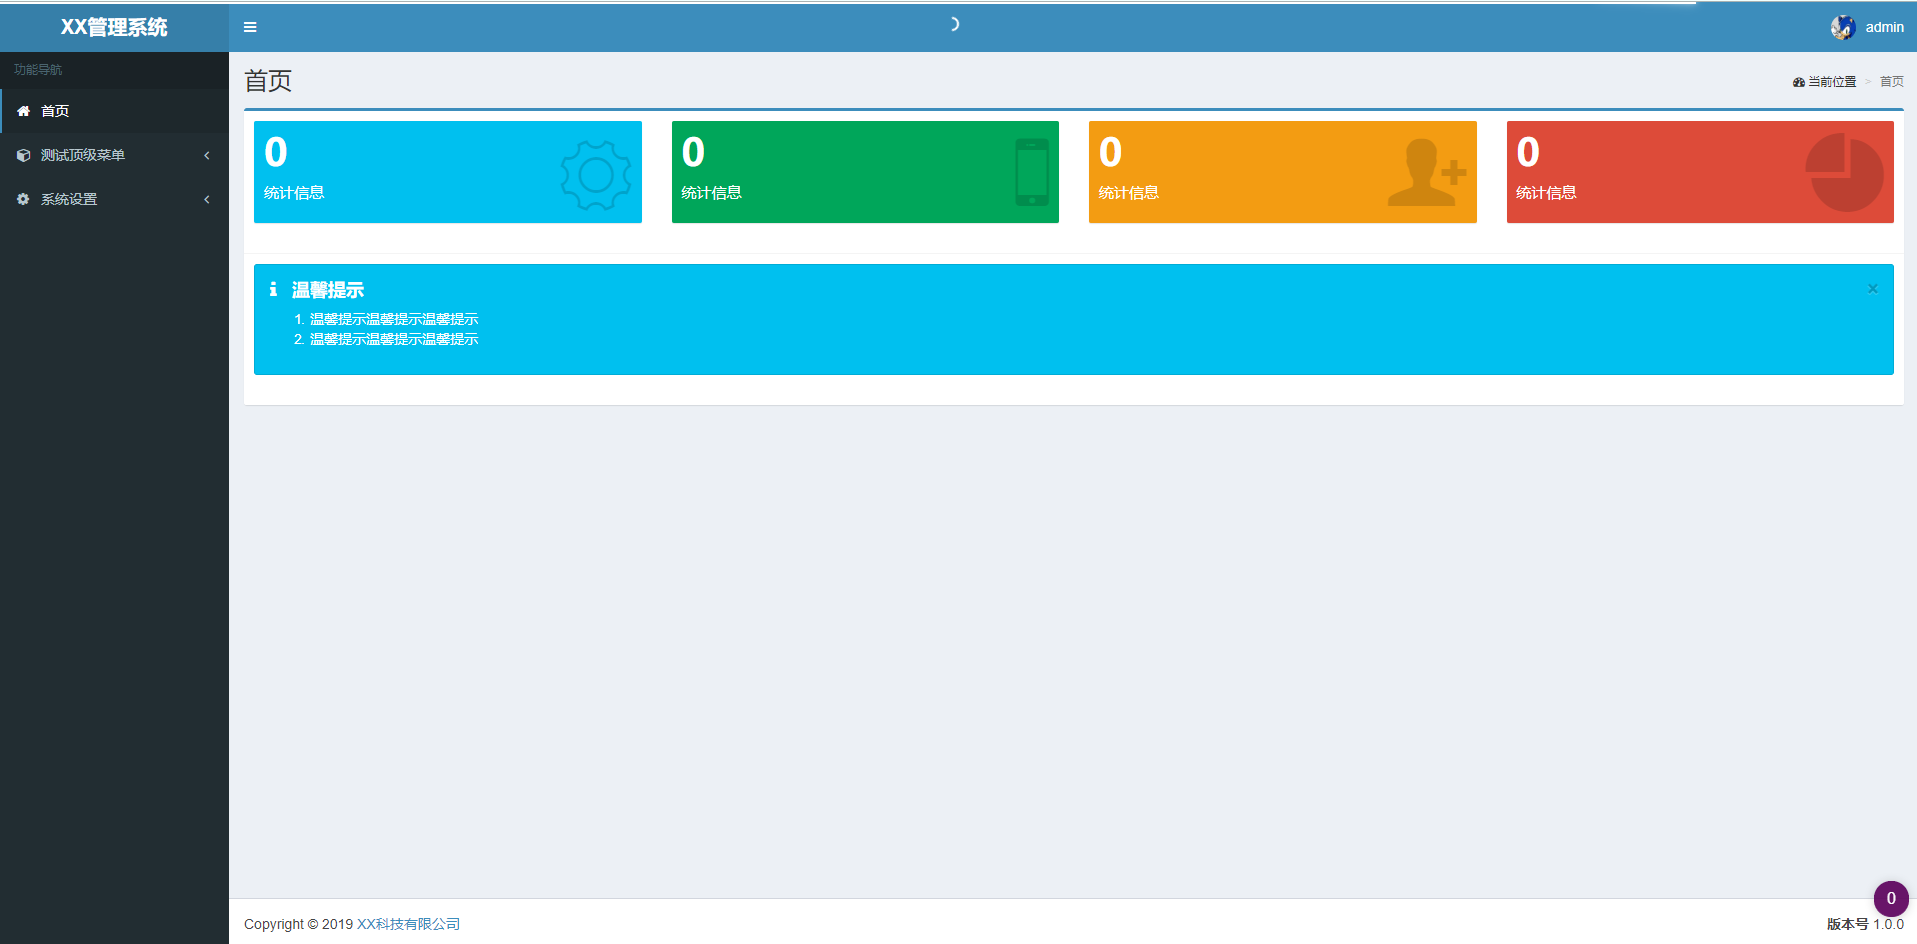 XX管理系统
admin
功能导航
首页
测试顶级菜单
系统设置
首页
当前位置 > 首页
0
统计信息
0
统计信息
0
统计信息
0
统计信息
温馨提示
×
1. 温馨提示温馨提示温馨提示
2. 温馨提示温馨提示温馨提示
0
Copyright © 2019 XX科技有限公司
版本号 1.0.0